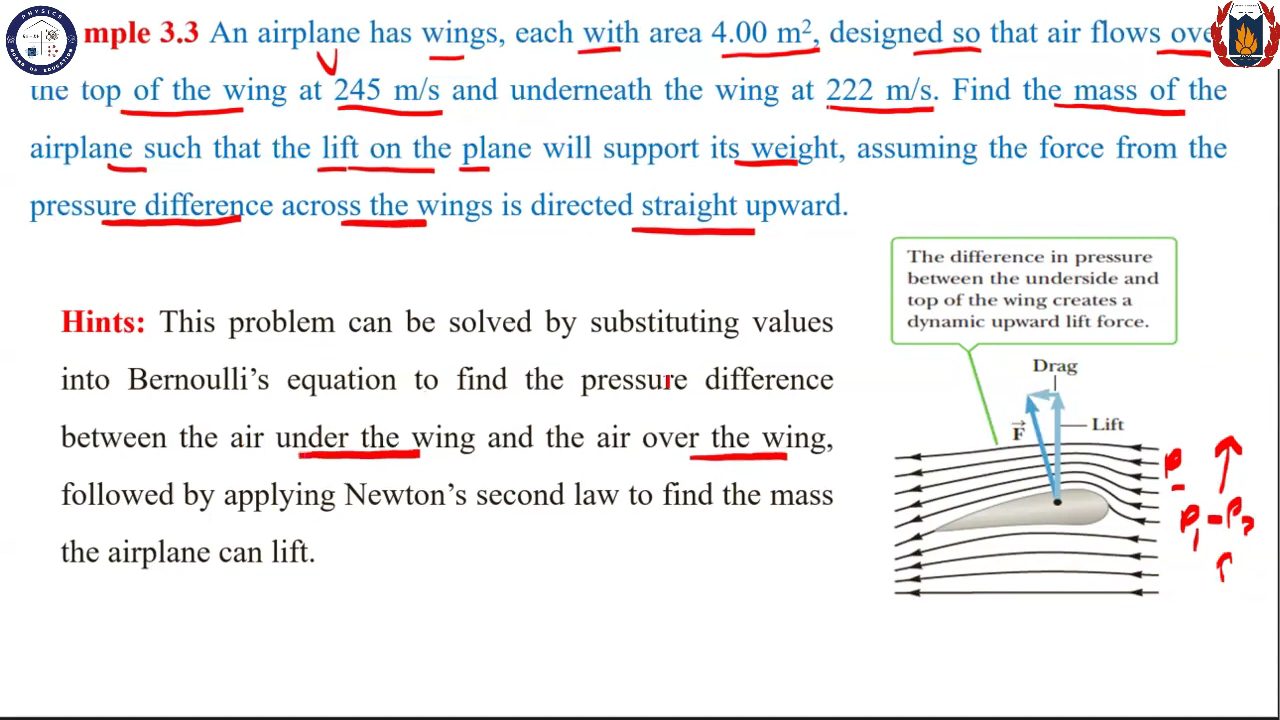 PHYSICS
mple 3.3 An airplane has wings, each with area 4.00 m², designed so that air flows ove
the top of the wing at 245 m/s and underneath the wing at 222 m/s. Find the mass of the
airplane such that the lift on the plane will support its weight, assuming the force from the
pressure difference across the wings is directed straight upward.
The difference in pressure
between the underside and
top of the wing creates a
dynamic upward lift force.
Hints: This problem can be solved by substituting values
into Bernoulli's equation to find the pressure difference
between the air under the wing and the air over the wing,
followed by applying Newton's second law to find the mass
the airplane can lift.
Drag
F⃗
Lift
P
P₁ - P₂